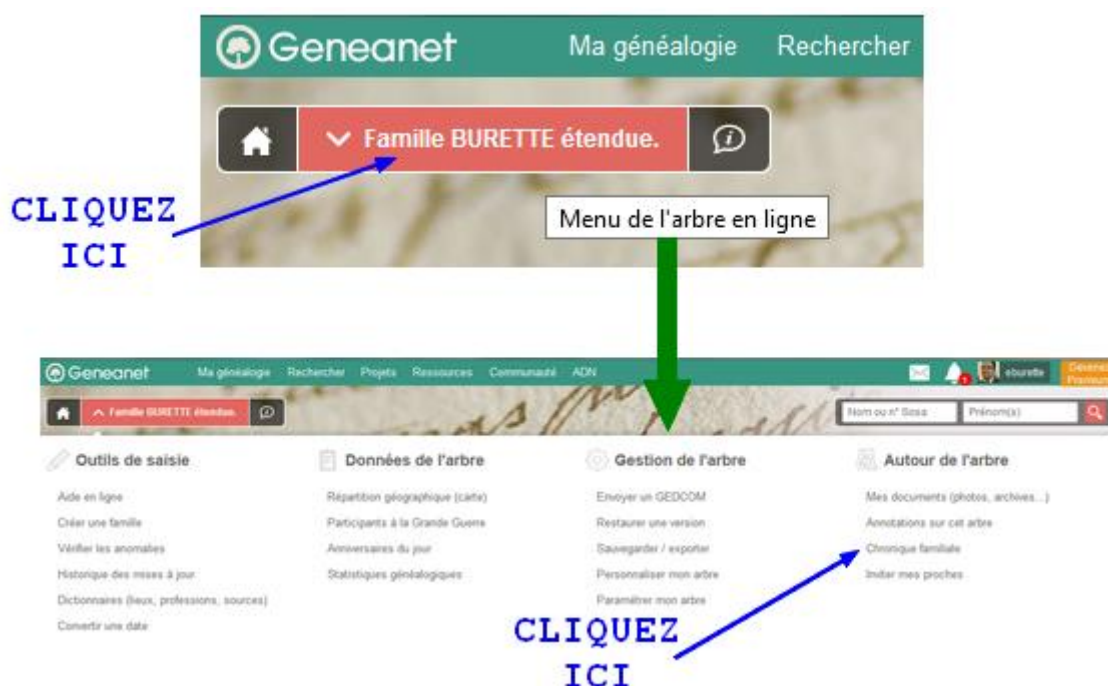 Geneanet Ma généalogie Rechercher
Famille BURETTE étendue.
CLIQUEZ
ICI
Menu de l'arbre en ligne
Geneanet Ma généalogie Rechercher Projets Ressources Communauté ADN 1 eburette Devenez
Premium
Famille BURETTE étendue. Nom ou n° Sosa Prénom(s)
Outils de saisie Données de l'arbre Gestion de l'arbre Autour de l'arbre
Aide en ligne Répartition géographique (carte) Envoyer un GEDCOM Mes documents (photos, archives...)
Créer une famille Participants à la Grande Guerre Restaurer une version Annotations sur cet arbre
Vérifier les anomalies Anniversaires du jour Sauvegarder / exporter Chronique familiale
Historique des mises à jour Statistiques généalogiques Personnaliser mon arbre Inviter mes proches
Dictionnaires (lieux, professions, sources) Paramétrer mon arbre
Convertir une date
CLIQUEZ
ICI